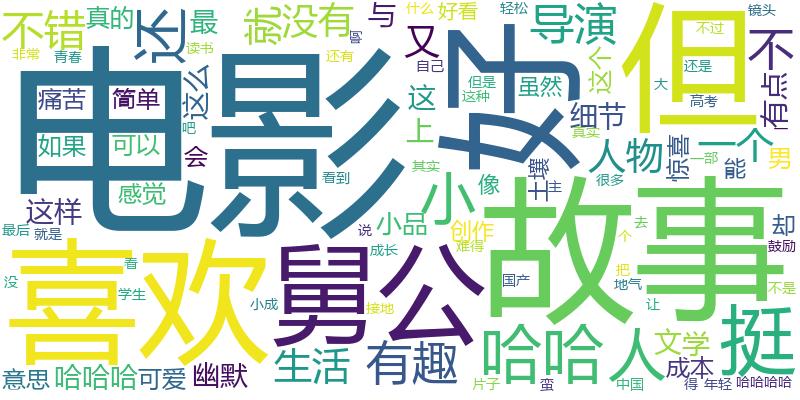 不错
真的
还
最
就
没有
与
什么
好看
轻松
导演
但
不过
镜头
非常
青春
读书
嘴
还有
又
自己
好
但是
这种
还是
这个
大
高考
有点
不
电影
痛苦
简单
这么
这
虽然
细节
如果
可以
吧
会
上
其实
真实
人物
一个
惊喜
男
一部
能
感觉
看到
小
像
土壤
很多
这样
小品
创作
最后
就是
说
难得
故事
个
去
却
鼓励
喜欢
舅公
成长
看
没
学生
国产
把
地气
不是
小成
接地
让
哈哈
人
挺
生活
有趣
文学
意思
哈哈哈
可爱
幽默
片子
蛮
中国
成本
得
年轻
哈哈哈哈